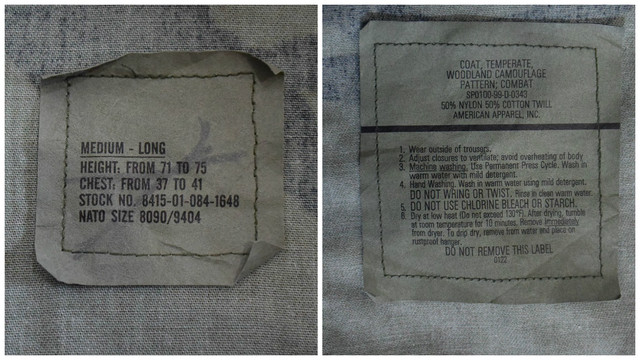 MEDIUM - LONG
HEIGHT: FROM 71 TO 75
CHEST: FROM 37 TO 41
STOCK NO. 8415-01-084-1648
NATO SIZE 8090/9404
COAT, TEMPERATE,
WOODLAND CAMOUFLAGE
PATTERN; COMBAT
SP0100-99-D-0343
50% NYLON 50% COTTON TWILL
AMERICAN APPAREL, INC.
1. Wear outside of trousers.
2. Adjust closures to ventilate; avoid overheating of body
3. Machine washing. Use Permanent Press Cycle. Wash in
warm water with mild detergent.
4. Hand Washing. Wash in warm water using mild detergent.
DO NOT WRING OR TWIST. Rinse in clean warm water.
5. DO NOT USE CHLORINE BLEACH OR STARCH.
6. Dry at low heat (Do not exceed 130°F). After drying, tumble
at room temperature for 10 minutes. Remove immediately
from dryer. To drip dry, remove from water and place on
rustproof hanger.
DO NOT REMOVE THIS LABEL
0122